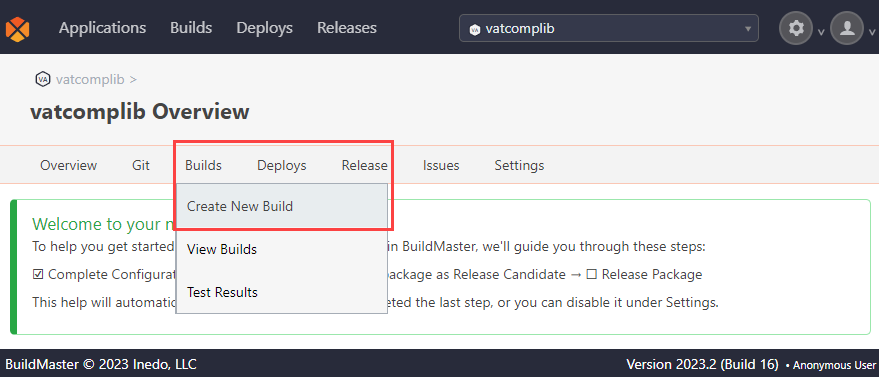 Applications Builds Deploys Releases vatcomplib
VA vatcomplib >
vatcomplib Overview
Overview Git Builds Deploys Release Issues Settings
Create New Build
View Builds
Test Results
Welcome to your n
To help you get started in BuildMaster, we'll guide you through these steps:
☑ Complete Configurat package as Release Candidate → ☐ Release Package
This help will automatic eted the last step, or you can disable it under Settings.
BuildMaster © 2023 Inedo, LLC Version 2023.2 (Build 16) • Anonymous User